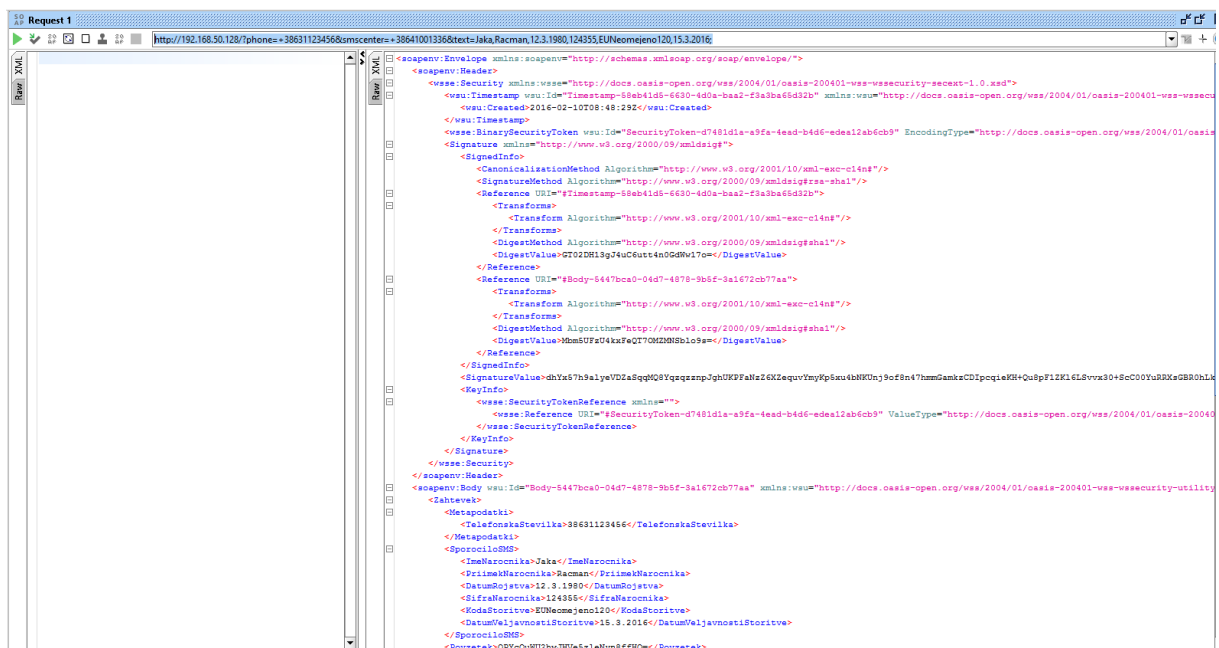 Request 1
http://192.168.50.128/?phone=+38631123456&smscenter=+38641001336&text=Jaka,Racman,12.3.1980,124355,EUNeomejeno120,15.3.2016;
XML
Raw
XML
Raw
<soapenv:Envelope xmlns:soapenv="http://schemas.xmlsoap.org/soap/envelope/">
<soapenv:Header>
<wsse:Security xmlns:wsse="http://docs.oasis-open.org/wss/2004/01/oasis-200401-wss-wssecurity-secext-1.0.xsd">
<wsu:Timestamp wsu:Id="Timestamp-58eb41d5-6630-4d0a-baa2-f3a3ba65d32b" xmlns:wsu="http://docs.oasis-open.org/wss/2004/01/oasis-200401-wss-wssecu
<wsu:Created>2016-02-10T08:48:29Z</wsu:Created>
</wsu:Timestamp>
<wsse:BinarySecurityToken wsu:Id="SecurityToken-d7481d1a-a9fa-4ead-b4d6-edea12ab6cb9" EncodingType="http://docs.oasis-open.org/wss/2004/01/oasis
<Signature xmlns="http://www.w3.org/2000/09/xmldsig#">
<SignedInfo>
<CanonicalizationMethod Algorithm="http://www.w3.org/2001/10/xml-exc-c14n#"/>
<SignatureMethod Algorithm="http://www.w3.org/2000/09/xmldsig#rsa-sha1"/>
<Reference URI="#Timestamp-58eb41d5-6630-4d0a-baa2-f3a3ba65d32b">
<Transforms>
<Transform Algorithm="http://www.w3.org/2001/10/xml-exc-c14n#"/>
</Transforms>
<DigestMethod Algorithm="http://www.w3.org/2000/09/xmldsig#sha1"/>
<DigestValue>GT02DH13gJ4uC6utt4n0GdWw17o=</DigestValue>
</Reference>
<Reference URI="#Body-5447bca0-04d7-4878-9b5f-3a1672cb77aa">
<Transforms>
<Transform Algorithm="http://www.w3.org/2001/10/xml-exc-c14n#"/>
</Transforms>
<DigestMethod Algorithm="http://www.w3.org/2000/09/xmldsig#sha1"/>
<DigestValue>Mbm5UFzU4kxFeQT7OMZMNSblo9s=</DigestValue>
</Reference>
</SignedInfo>
<SignatureValue>dhYx57h9alyeVDZaSqqMQ8YqzqzznpJghUKPFaNzZ6XZequvYmyKp5xu4bNKUnj9of8n47hmmGamkzCDIpcqieKH+Qu8pF1ZK16LSvvx30+ScC00YuRRXsGBR0hLk
<KeyInfo>
<wsse:SecurityTokenReference xmlns="">
<wsse:Reference URI="#SecurityToken-d7481d1a-a9fa-4ead-b4d6-edea12ab6cb9" ValueType="http://docs.oasis-open.org/wss/2004/01/oasis-20040
</wsse:SecurityTokenReference>
</KeyInfo>
</Signature>
</wsse:Security>
</soapenv:Header>
<soapenv:Body wsu:Id="Body-5447bca0-04d7-4878-9b5f-3a1672cb77aa" xmlns:wsu="http://docs.oasis-open.org/wss/2004/01/oasis-200401-wss-wssecurity-utility
<Zahtevek>
<Metapodatki>
<TelefonskaStevilka>38631123456</TelefonskaStevilka>
</Metapodatki>
<SporociloSMS>
<ImeNarocnika>Jaka</ImeNarocnika>
<PriimekNarocnika>Racman</PriimekNarocnika>
<DatumRojstva>12.3.1980</DatumRojstva>
<SifraNarocnika>124355</SifraNarocnika>
<KodaStoritve>EUNeomejeno120</KodaStoritve>
<DatumVeljavnostiStoritve>15.3.2016</DatumVeljavnostiStoritve>
</SporociloSMS>